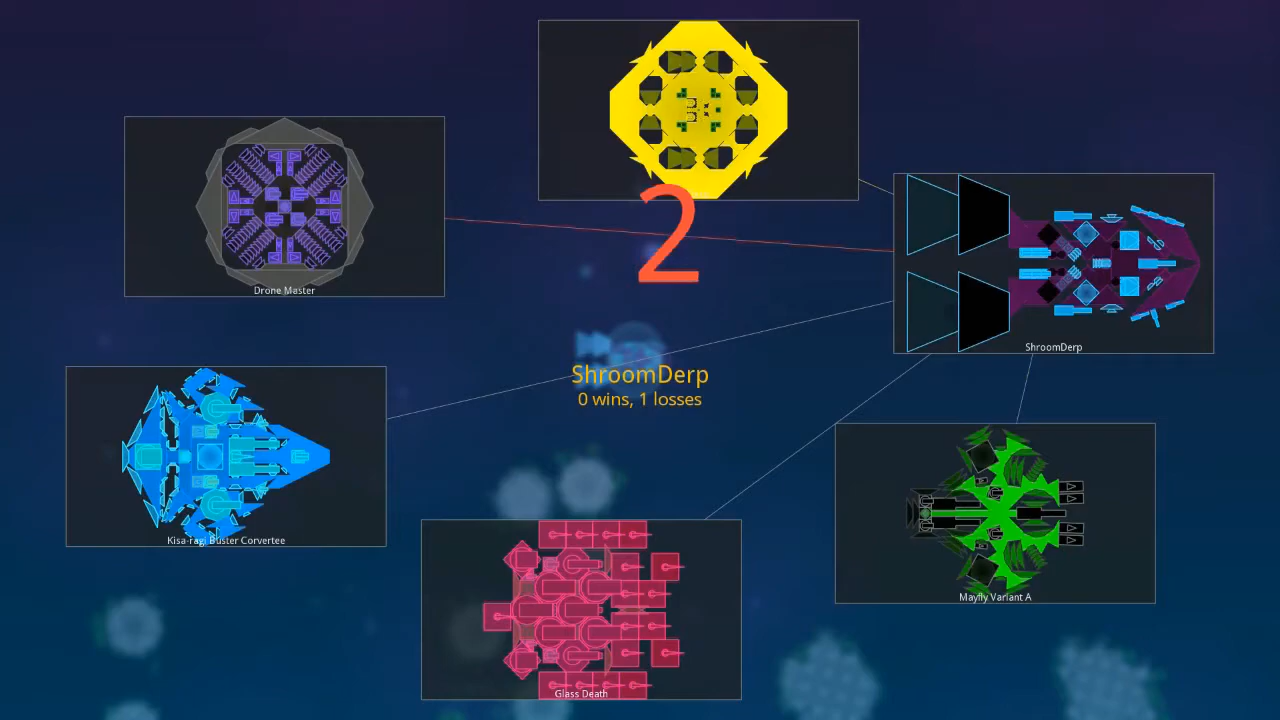 2
Drone Master
ShroomDerp
ShroomDerp
0 wins, 1 losses
Kisa-ragi Buster Corvertee
Mayfly Variant A
Glass Death